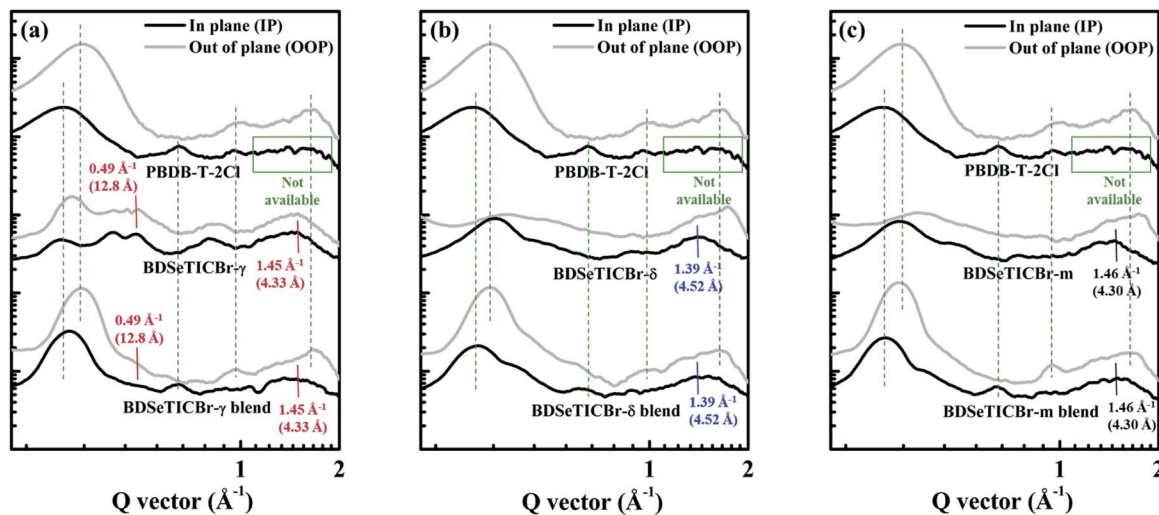 (a)
In plane (IP)
Out of plane (OOP)
PBDB-T-2Cl
Not
available
0.49 Å⁻¹
(12.8 Å)
BDSeTICBr-γ
1.45 Å⁻¹
(4.33 Å)
0.49 Å⁻¹
(12.8 Å)
BDSeTICBr-γ blend
1.45 Å⁻¹
(4.33 Å)
1
2
Q vector (Å⁻¹)
(b)
In plane (IP)
Out of plane (OOP)
PBDB-T-2Cl
Not
available
BDSeTICBr-δ
1.39 Å⁻¹
(4.52 Å)
BDSeTICBr-δ blend
1.39 Å⁻¹
(4.52 Å)
1
2
Q vector (Å⁻¹)
(c)
In plane (IP)
Out of plane (OOP)
PBDB-T-2Cl
Not
available
BDSeTICBr-m
1.46 Å⁻¹
(4.30 Å)
BDSeTICBr-m blend
1.46 Å⁻¹
(4.30 Å)
1
2
Q vector (Å⁻¹)